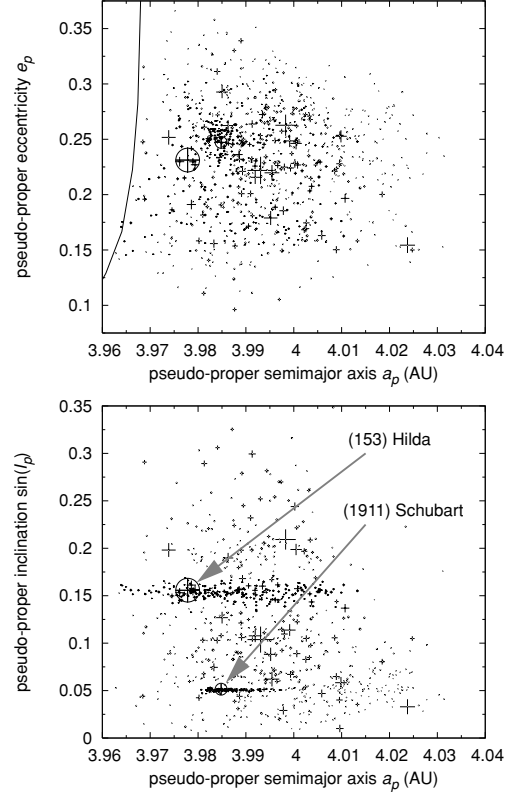 pseudo-proper eccentricity e_p
0.35
0.3
0.25
0.2
0.15
0.1
3.96 3.97 3.98 3.99 4 4.01 4.02 4.03 4.04
pseudo-proper semimajor axis a_p (AU)
pseudo-proper inclination sin(I_p)
0.35
0.3
0.25
0.2
0.15
0.1
0.05
0
(153) Hilda
(1911) Schubart
3.96 3.97 3.98 3.99 4 4.01 4.02 4.03 4.04
pseudo-proper semimajor axis a_p (AU)